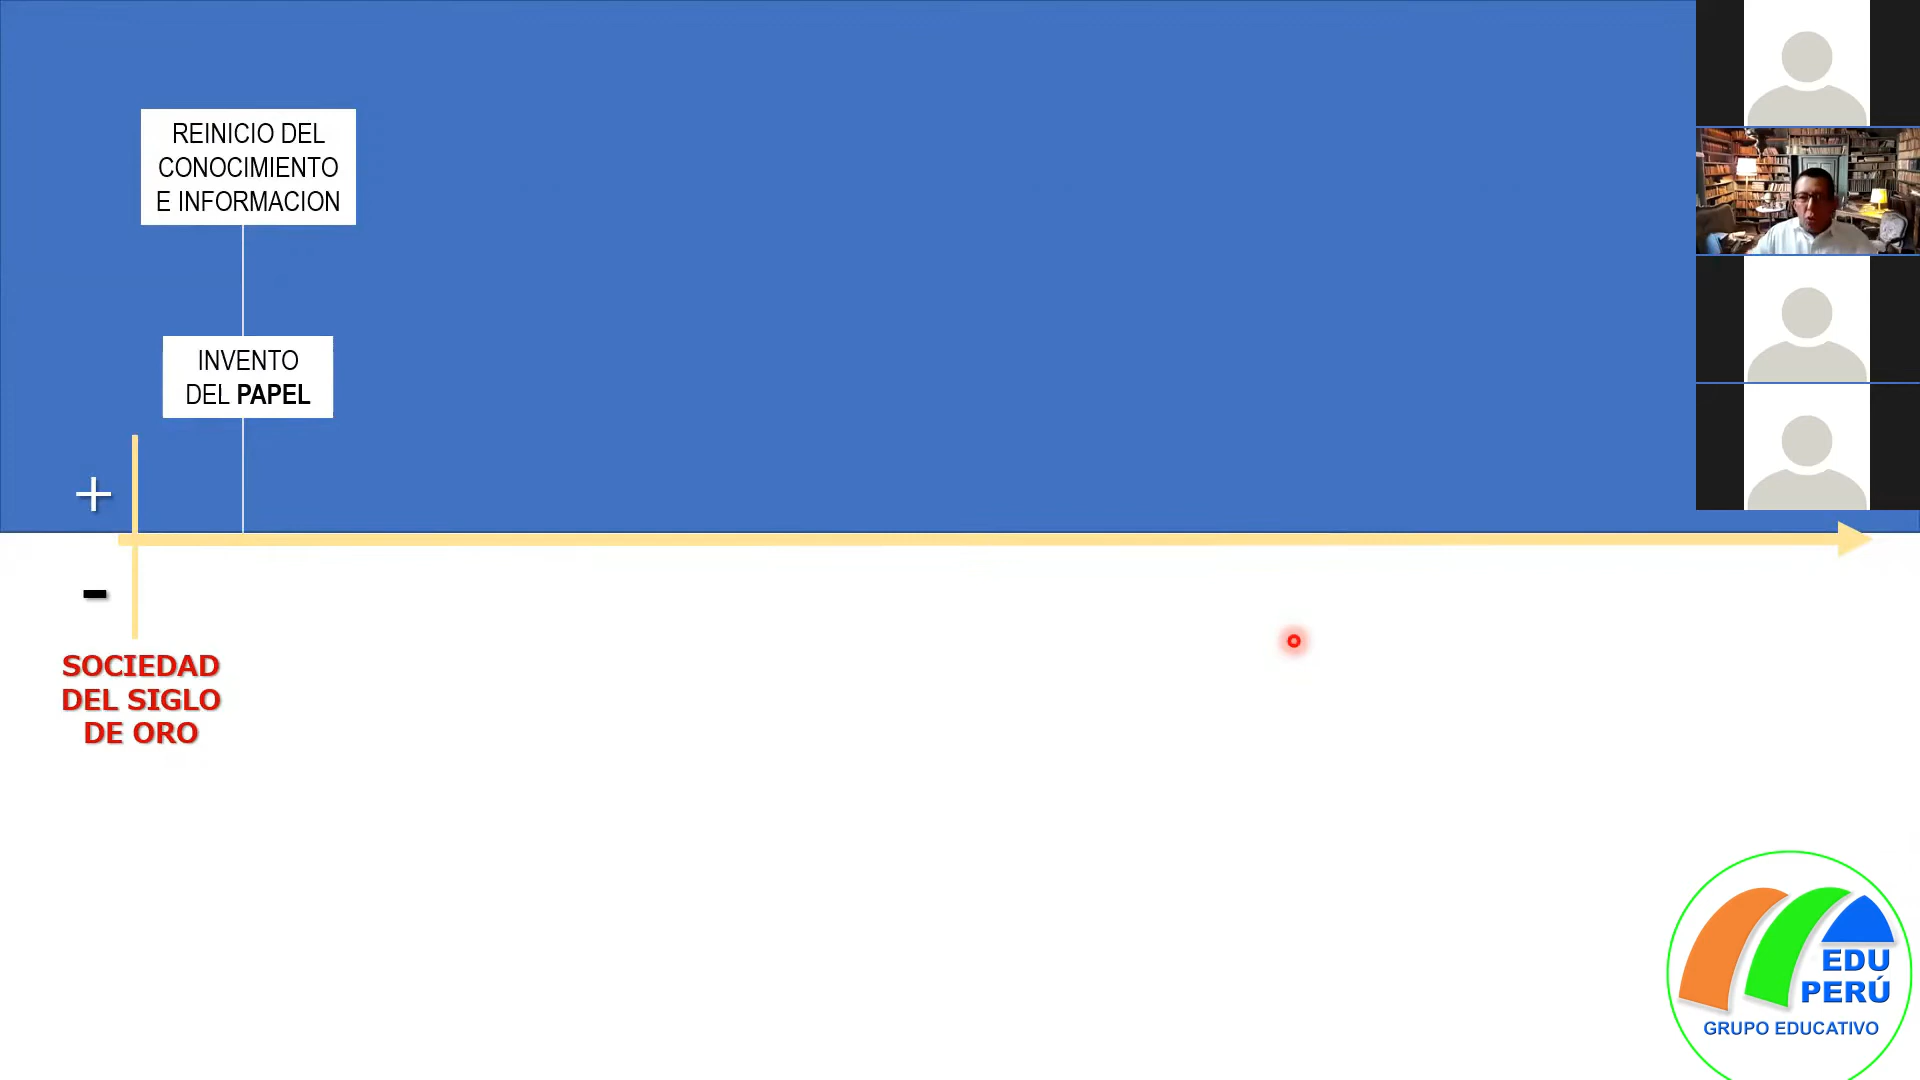 REINICIO DEL
CONOCIMIENTO
E INFORMACION
INVENTO
DEL PAPEL
+
-
SOCIEDAD
DEL SIGLO
DE ORO
EDU
PERÚ
GRUPO EDUCATIVO